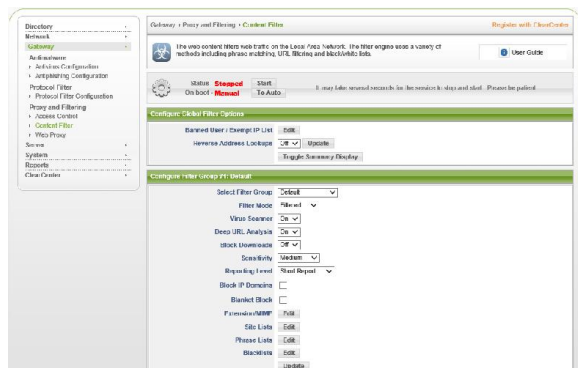 Directory
Network
Gateway
Antimalware
Antivirus Configuration
Antiphishing Configuration
Protocol Filter
Protocol Filter Configuration
Proxy and Filtering
Access Control
Content Filter
Web Proxy
Server
System
Reports
ClearCenter
Gateway › Proxy and Filtering › Content Filter
Register with ClearCenter
The web content filters web traffic on the Local Area Network. The filter engine uses a variety of
methods including phrase matching, URL filtering and black/white lists.
User Guide
Status Stopped Start
On boot - Manual To Auto
It may take several seconds for the service to stop and start. Please be patient.
Configure Global Filter Options
Banned User / Exempt IP List Edit
Reverse Address Lookups Off Update
Toggle Summary Display
Configure Filter Group #1: Default
Select Filter Group Default
Filter Mode Filtered
Virus Scanner On
Deep URL Analysis On
Block Downloads Off
Sensitivity Medium
Reporting Level Short Report
Block IP Domains
Blanket Block
Extension/MIME Edit
Site Lists Edit
Phrase Lists Edit
Blacklists Edit
Update